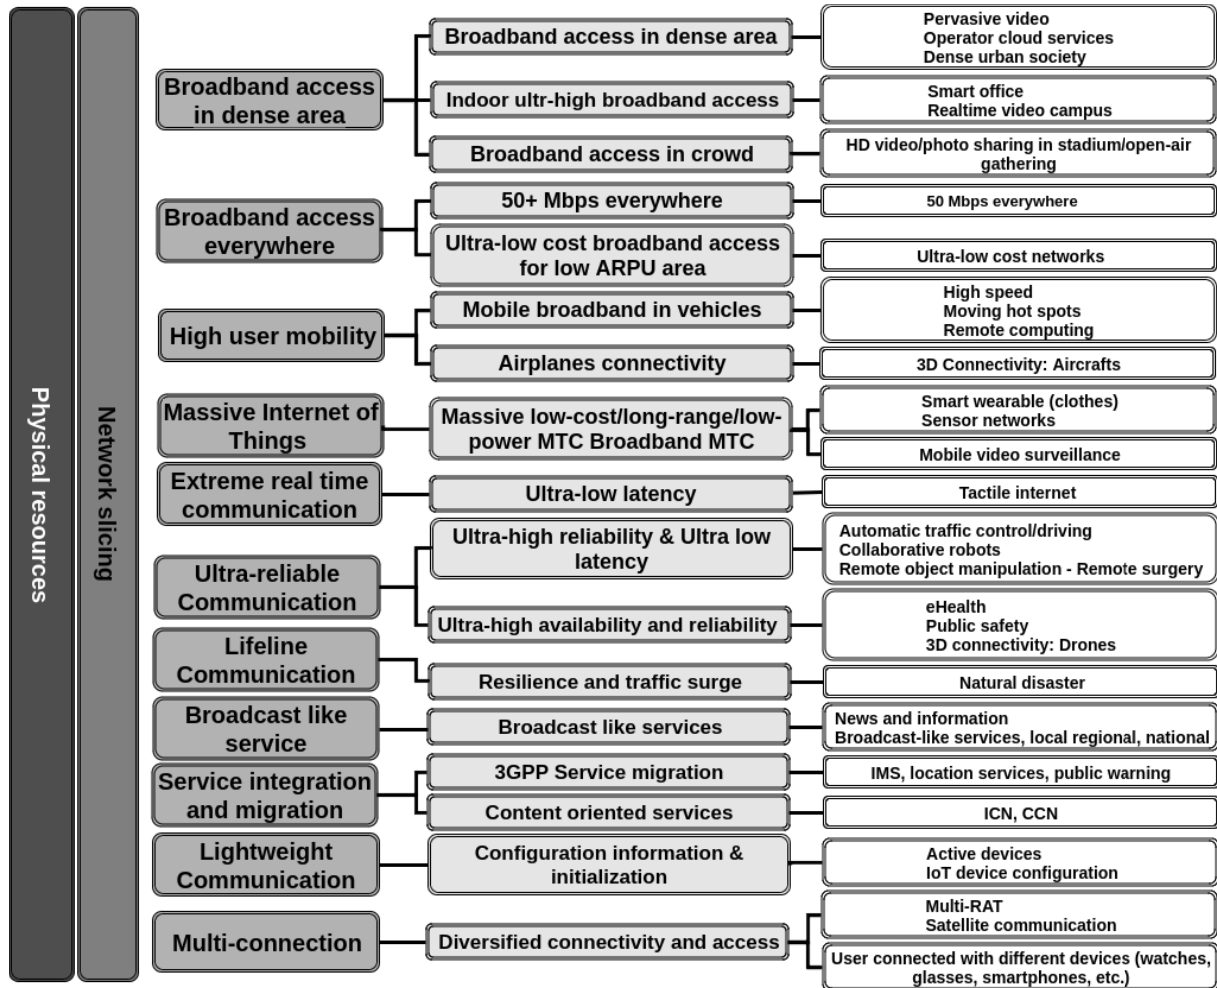 Physical resources
Network slicing
Broadband access
in dense area
Broadband access in dense area
Pervasive video
Operator cloud services
Dense urban society
Indoor ultr-high broadband access
Smart office
Realtime video campus
Broadband access in crowd
HD video/photo sharing in stadium/open-air
gathering
Broadband access
everywhere
50+ Mbps everywhere
50 Mbps everywhere
Ultra-low cost broadband access
for low ARPU area
Ultra-low cost networks
High user mobility
Mobile broadband in vehicles
High speed
Moving hot spots
Remote computing
Airplanes connectivity
3D Connectivity: Aircrafts
Massive Internet of
Things
Massive low-cost/long-range/low-
power MTC Broadband MTC
Smart wearable (clothes)
Sensor networks
Mobile video surveillance
Extreme real time
communication
Ultra-low latency
Tactile internet
Ultra-reliable
Communication
Ultra-high reliability & Ultra low
latency
Automatic traffic control/driving
Collaborative robots
Remote object manipulation - Remote surgery
Ultra-high availability and reliability
eHealth
Public safety
3D connectivity: Drones
Lifeline
Communication
Resilience and traffic surge
Natural disaster
Broadcast like
service
Broadcast like services
News and information
Broadcast-like services, local regional, national
Service integration
and migration
3GPP Service migration
IMS, location services, public warning
Content oriented services
ICN, CCN
Lightweight
Communication
Configuration information &
initialization
Active devices
IoT device configuration
Multi-connection
Diversified connectivity and access
Multi-RAT
Satellite communication
User connected with different devices (watches,
glasses, smartphones, etc.)